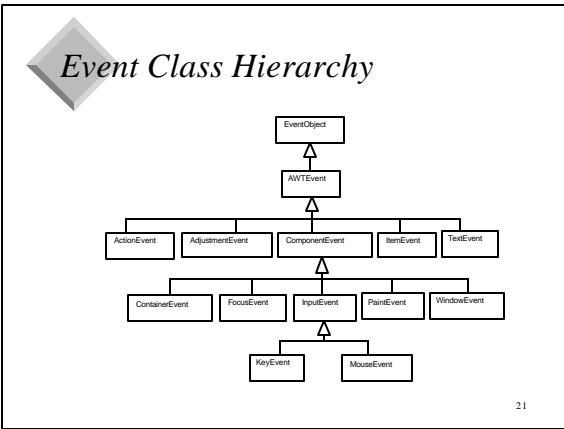 Event Class Hierarchy
EventObject
AWTEvent
ActionEvent AdjustmentEvent ComponentEvent ItemEvent TextEvent
ContainerEvent FocusEvent InputEvent PaintEvent WindowEvent
KeyEvent MouseEvent
21